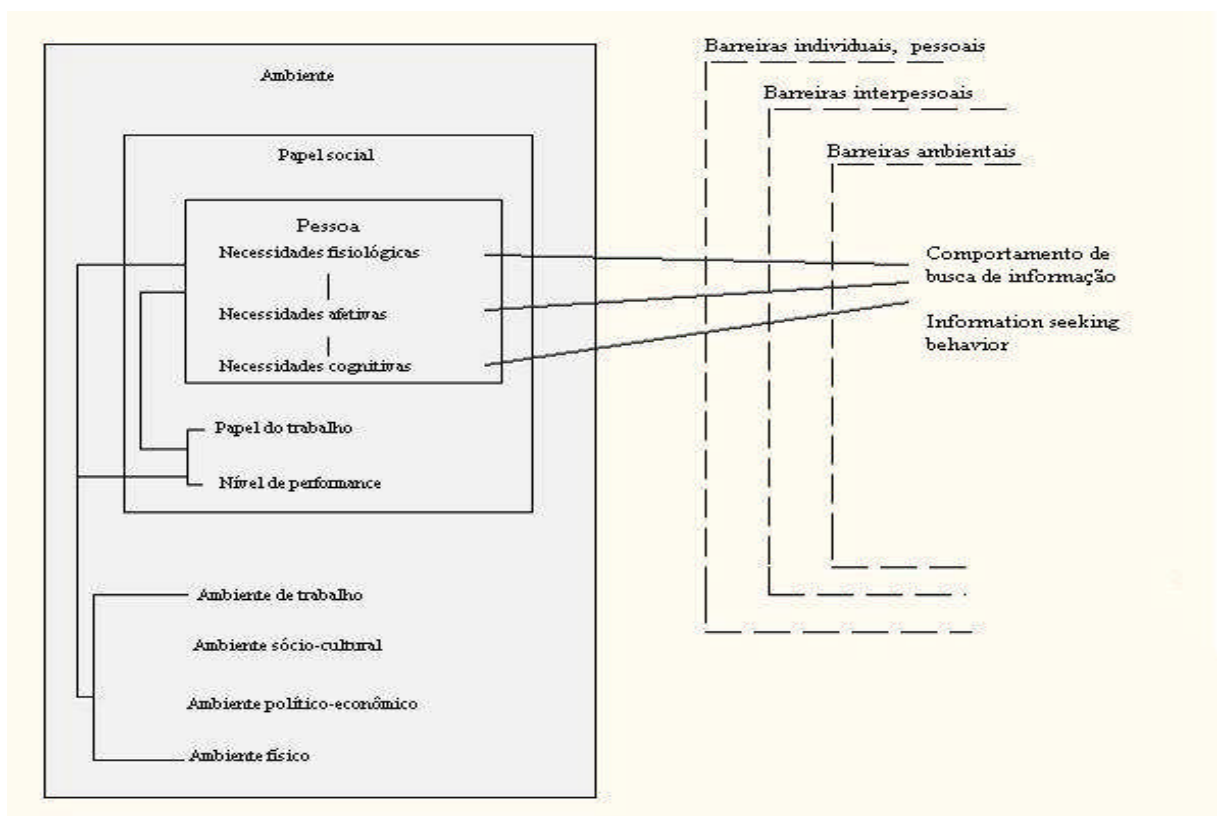 Ambiente
Papel social
Pessoa
Necessidades fisiológicas
Necessidades afetivas
Necessidades cognitivas
Papel do trabalho
Nível de performance
Ambiente de trabalho
Ambiente sócio-cultural
Ambiente político-econômico
Ambiente físico
Barreiras individuais, pessoais
Barreiras interpessoais
Barreiras ambientais
Comportamento de
busca de informação
Information seeking
behavior